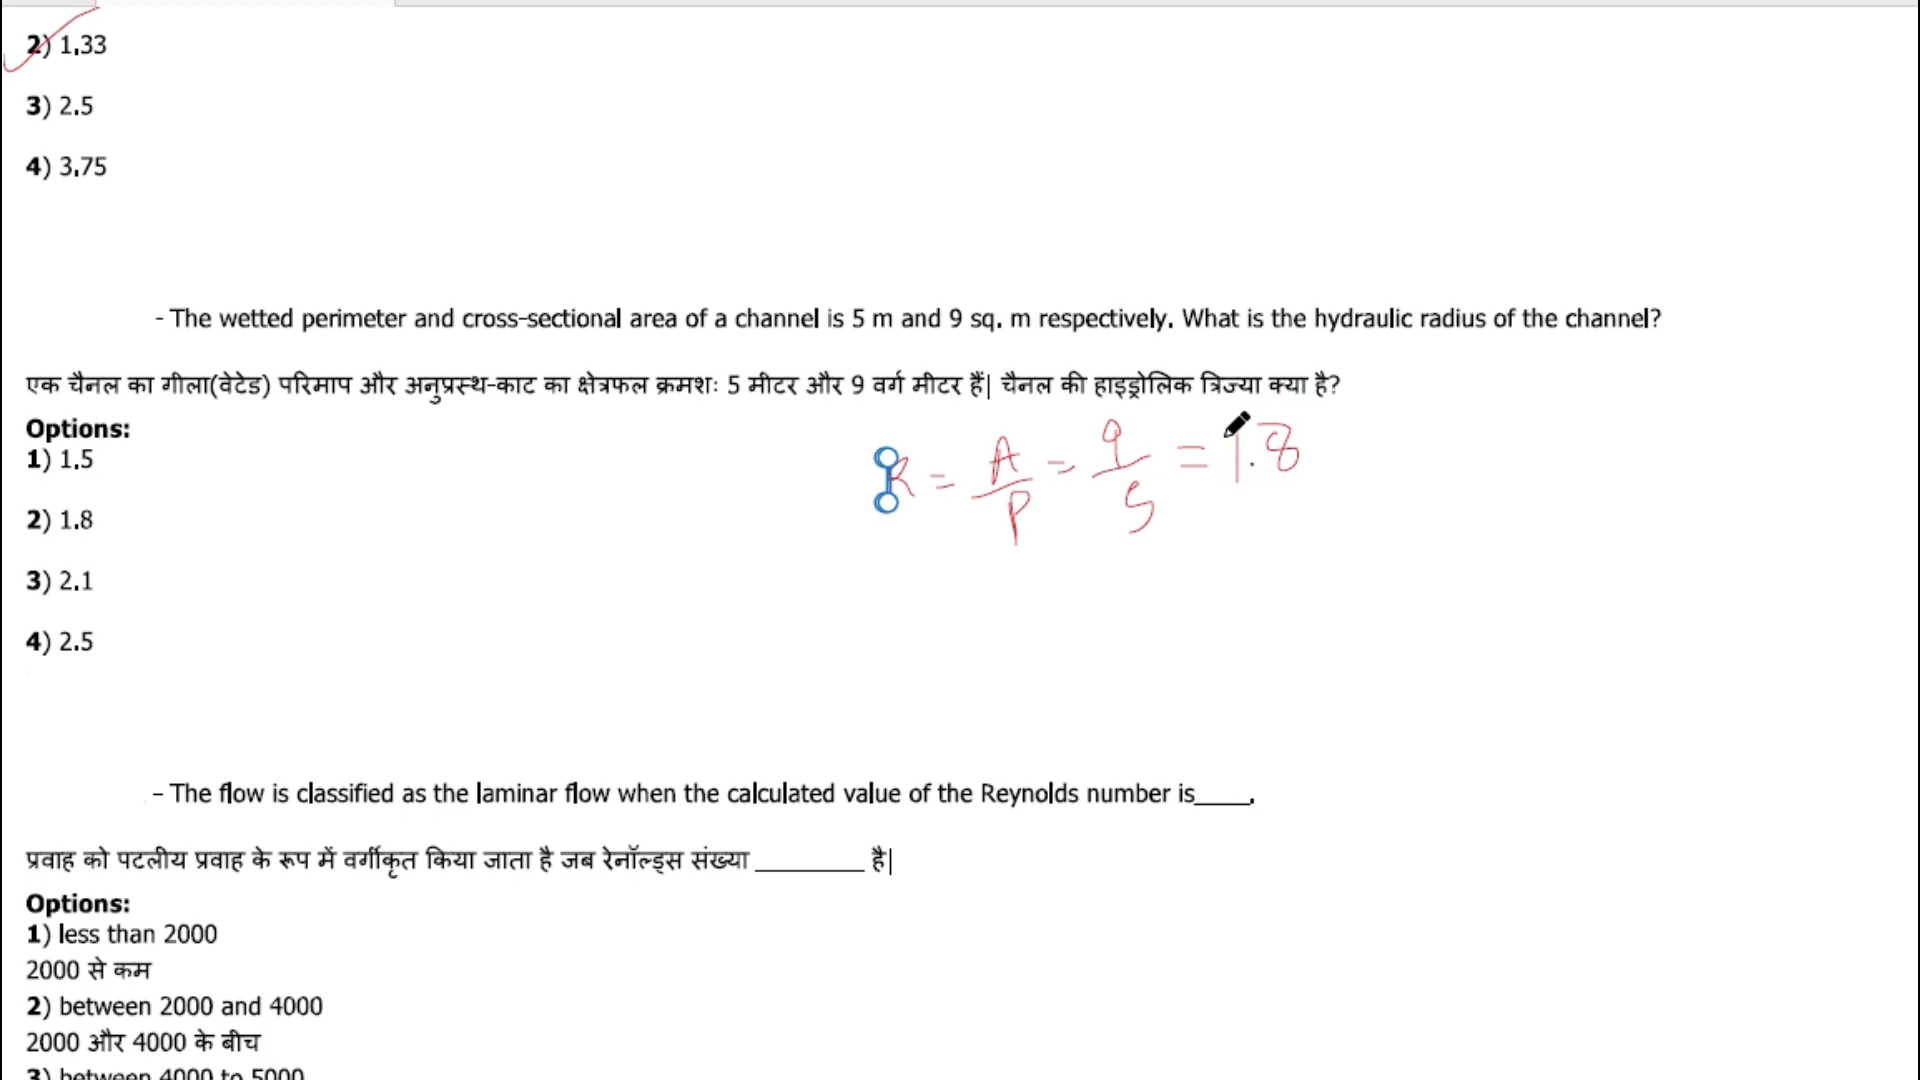 2) 1.33
3) 2.5
4) 3.75
- The wetted perimeter and cross-sectional area of a channel is 5 m and 9 sq. m respectively. What is the hydraulic radius of the channel?
एक चैनल का गीला(वेटेड) परिमाप और अनुप्रस्थ-काट का क्षेत्रफल क्रमशः 5 मीटर और 9 वर्ग मीटर हैं| चैनल की हाइड्रोलिक त्रिज्या क्या है?
Options:
1) 1.5
R = A/P = 9/5 = 1.8
2) 1.8
3) 2.1
4) 2.5
- The flow is classified as the laminar flow when the calculated value of the Reynolds number is____.
प्रवाह को पटलीय प्रवाह के रूप में वर्गीकृत किया जाता है जब रेनॉल्ड्स संख्या ________ है|
Options:
1) less than 2000
2000 से कम
2) between 2000 and 4000
2000 और 4000 के बीच
3) between 4000 to 5000